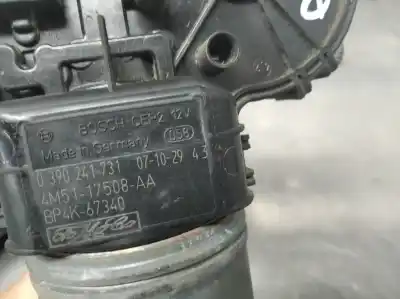 BOSCH CEP2 12V
Made in Germany DSB
0 390 241 731 07-10-29 43
4M51-17508-AA
BP4K-67340